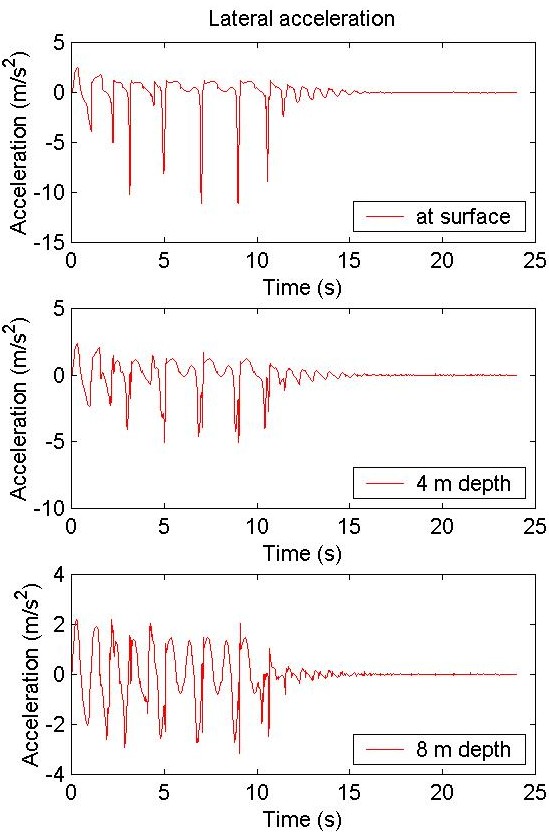 Lateral acceleration
5
0
-5
-10
-15
Acceleration (m/s²)
at surface
0 5 10 15 20 25
Time (s)
5
0
-5
-10
Acceleration (m/s²)
4 m depth
0 5 10 15 20 25
Time (s)
4
2
0
-2
-4
Acceleration (m/s²)
8 m depth
0 5 10 15 20 25
Time (s)